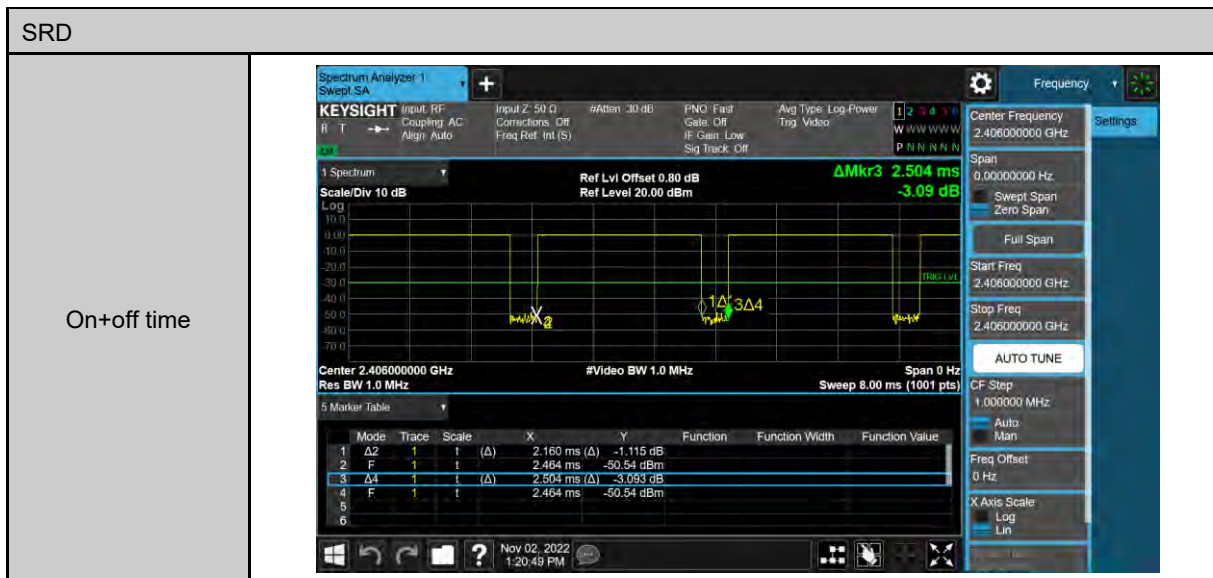 SRD
On+off time
Spectrum Analyzer 1
Swept SA
+
Frequency
KEYSIGHT
R T
Input: RF
Coupling: AC
Align: Auto
Input Z: 50 Ω
Corrections: Off
Freq Ref: Int (S)
#Atten: 30 dB
PNO: Fast
Gate: Off
IF Gain: Low
Sig Track: Off
Avg Type: Log-Power
Trig: Video
1 2 3 4 5 6
W W W W W W
P N N N N N
1 Spectrum
Scale/Div 10 dB
Ref Lvl Offset 0.80 dB
Ref Level 20.00 dBm
ΔMkr3 2.504 ms
-3.09 dB
Log
10.0
0.00
-10.0
-20.0
-30.0
-40.0
-50.0
-60.0
-70.0
TRIG LVL
1Δ
3Δ4
Center 2.406000000 GHz
Res BW 1.0 MHz
#Video BW 1.0 MHz
Span 0 Hz
Sweep 8.00 ms (1001 pts)
5 Marker Table
Mode Trace Scale X Y Function Function Width Function Value
1 Δ2 1 t (Δ) 2.160 ms (Δ) -1.115 dB
2 F 1 t 2.464 ms -50.54 dBm
3 Δ4 1 t (Δ) 2.504 ms (Δ) -3.093 dB
4 F 1 t 2.464 ms -50.54 dBm
5
6
?
Nov 02, 2022
1:20:49 PM
Center Frequency
2.406000000 GHz
Settings
Span
0.00000000 Hz
Swept Span
Zero Span
Full Span
Start Freq
2.406000000 GHz
Stop Freq
2.406000000 GHz
AUTO TUNE
CF Step
1.000000 MHz
Auto
Man
Freq Offset
0 Hz
X Axis Scale
Log
Lin